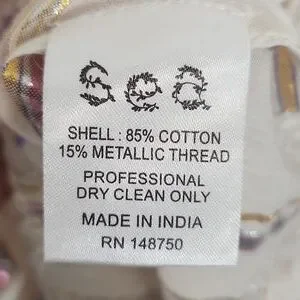 Sea
SHELL : 85% COTTON
15% METALLIC THREAD
PROFESSIONAL
DRY CLEAN ONLY
MADE IN INDIA
RN 148750